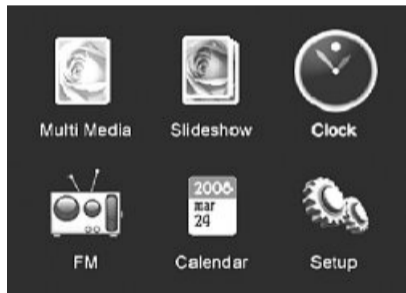 Multi Media
Slideshow
Clock
2006
mar
24
FM
Calendar
Setup